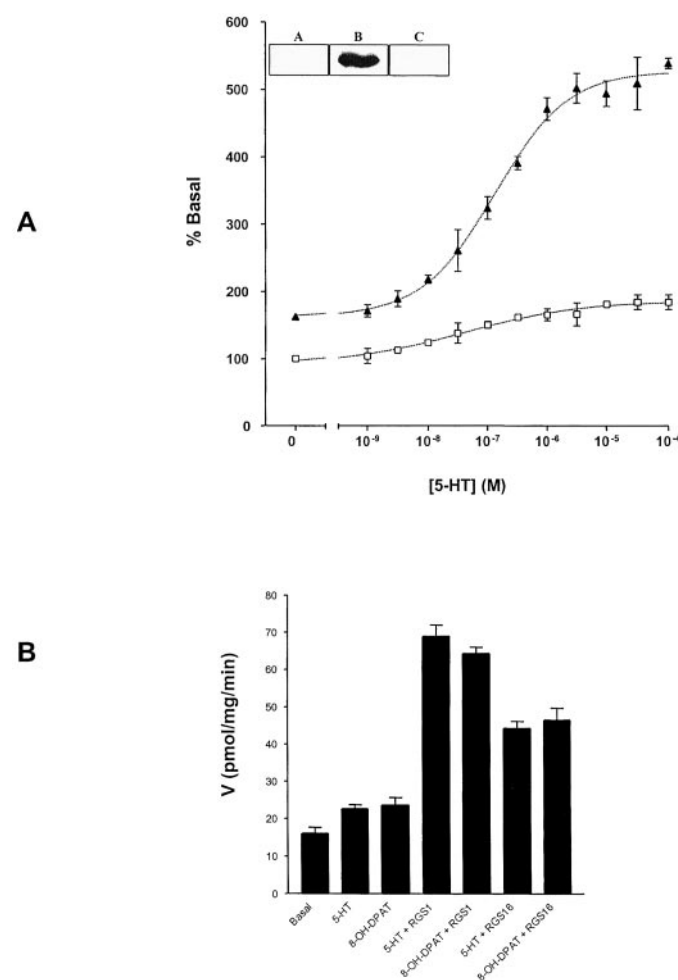 A
600
500
400
300
200
100
0
% Basal
A B C
0 10⁻⁹ 10⁻⁸ 10⁻⁷ 10⁻⁶ 10⁻⁵ 10⁻⁴
[5-HT] (M)
B
80
70
60
50
40
30
20
10
0
V (pmol/mg/min)
Basal
5-HT
8-OH-DPAT
5-HT + RGS1
8-OH-DPAT + RGS1
5-HT + RGS16
8-OH-DPAT + RGS16